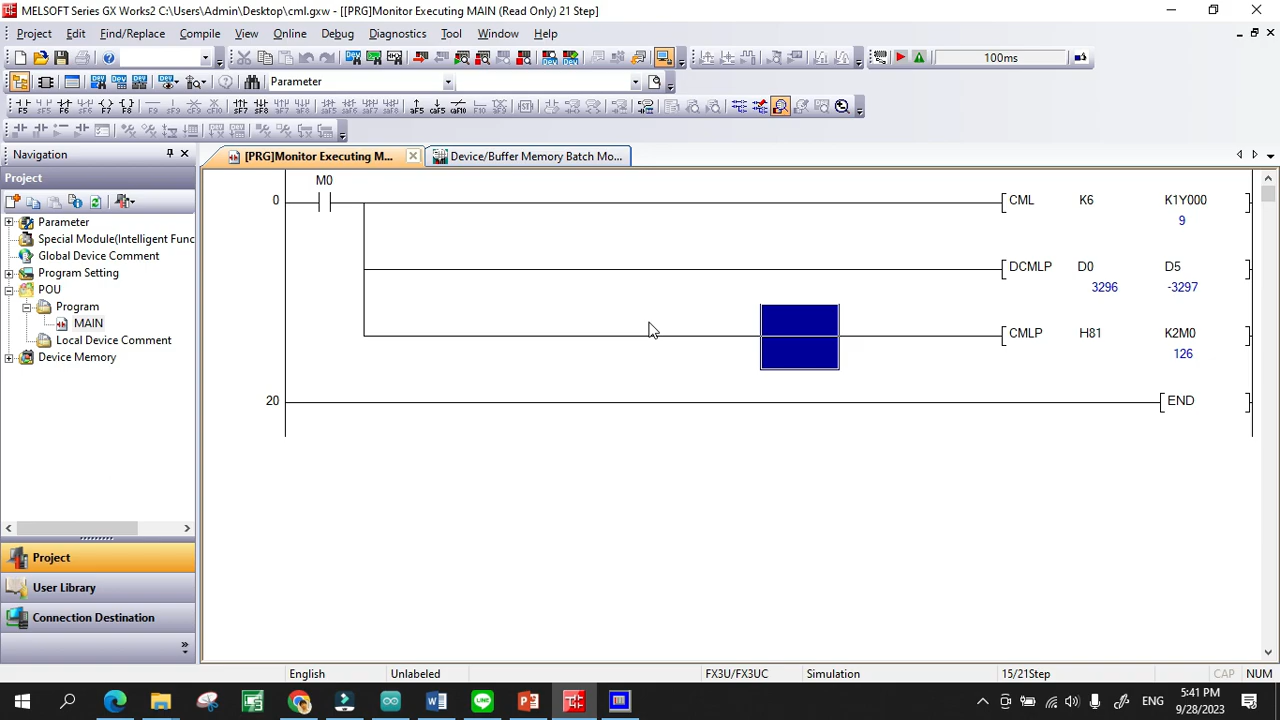 MELSOFT Series GX Works2 C:\Users\Admin\Desktop\cml.gxw - [[PRG]Monitor Executing MAIN (Read Only) 21 Step]
Project Edit Find/Replace Compile View Online Debug Diagnostics Tool Window Help
100ms
Parameter
Navigation
[PRG]Monitor Executing M...
Device/Buffer Memory Batch Mo...
Project
Parameter
Special Module(Intelligent Func
Global Device Comment
Program Setting
POU
Program
MAIN
Local Device Comment
Device Memory
Project
User Library
Connection Destination
M0
0 CML K6 K1Y000
9
DCMLP D0 D5
3296 -3297
CMLP H81 K2M0
126
20 END
English Unlabeled FX3U/FX3UC Simulation 15/21Step CAP NUM
ENG
5:41 PM
9/28/2023